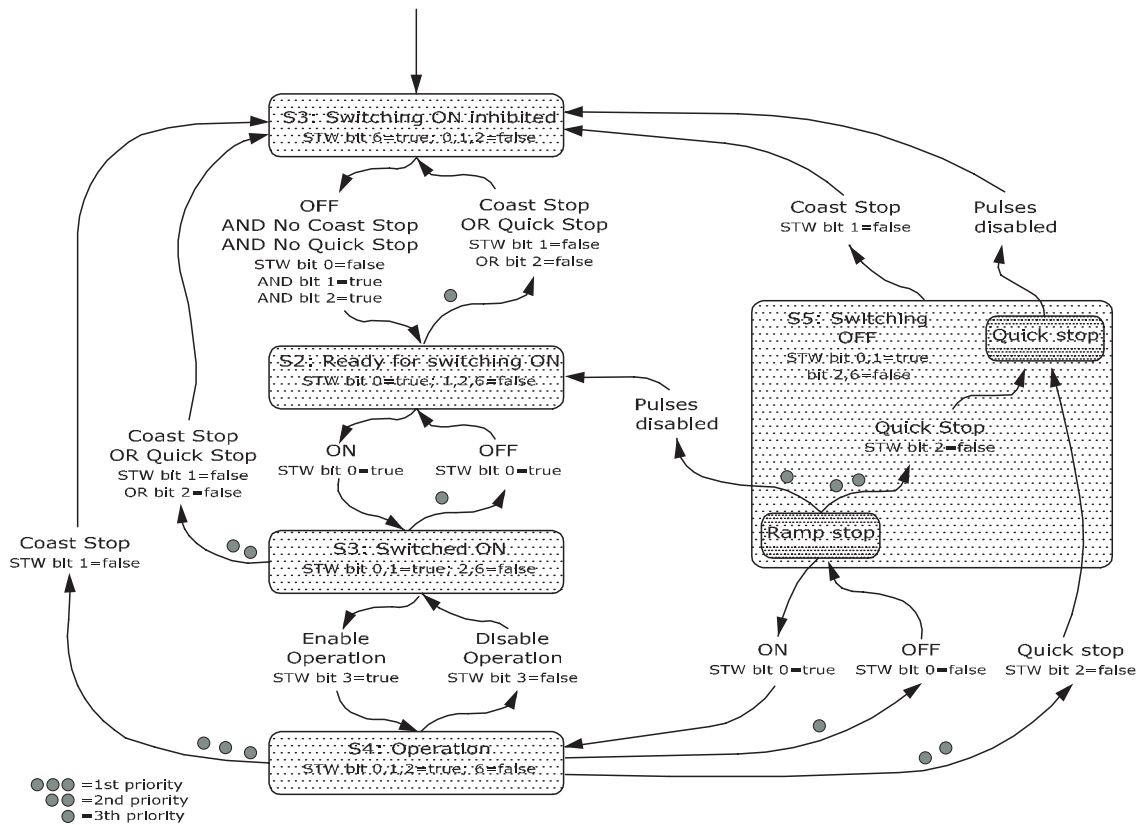 S3: Switching ON inhibited
STW bit 6=true; 0,1,2=false
OFF
AND No Coast Stop
AND No Quick Stop
STW bit 0=false
AND bit 1=true
AND bit 2=true
Coast Stop
OR Quick Stop
STW bit 1=false
OR bit 2=false
Coast Stop
STW bit 1=false
Pulses
disabled
S5: Switching
OFF
STW bit 0,1=true
bit 2,6=false
Quick stop
S2: Ready for switching ON
STW bit 0=true; 1,2,6=false
Pulses
disabled
Quick Stop
STW bit 2=false
Coast Stop
OR Quick Stop
STW bit 1=false
OR bit 2=false
ON
STW bit 0=true
OFF
STW bit 0=true
Ramp stop
Coast Stop
STW bit 1=false
S3: Switched ON
STW bit 0,1=true; 2,6=false
Enable
Operation
STW bit 3=true
Disable
Operation
STW bit 3=false
ON
STW bit 0=true
OFF
STW bit 0=false
Quick stop
STW bit 2=false
S4: Operation
STW bit 0,1,2=true; 6=false
=1st priority
=2nd priority
=3th priority